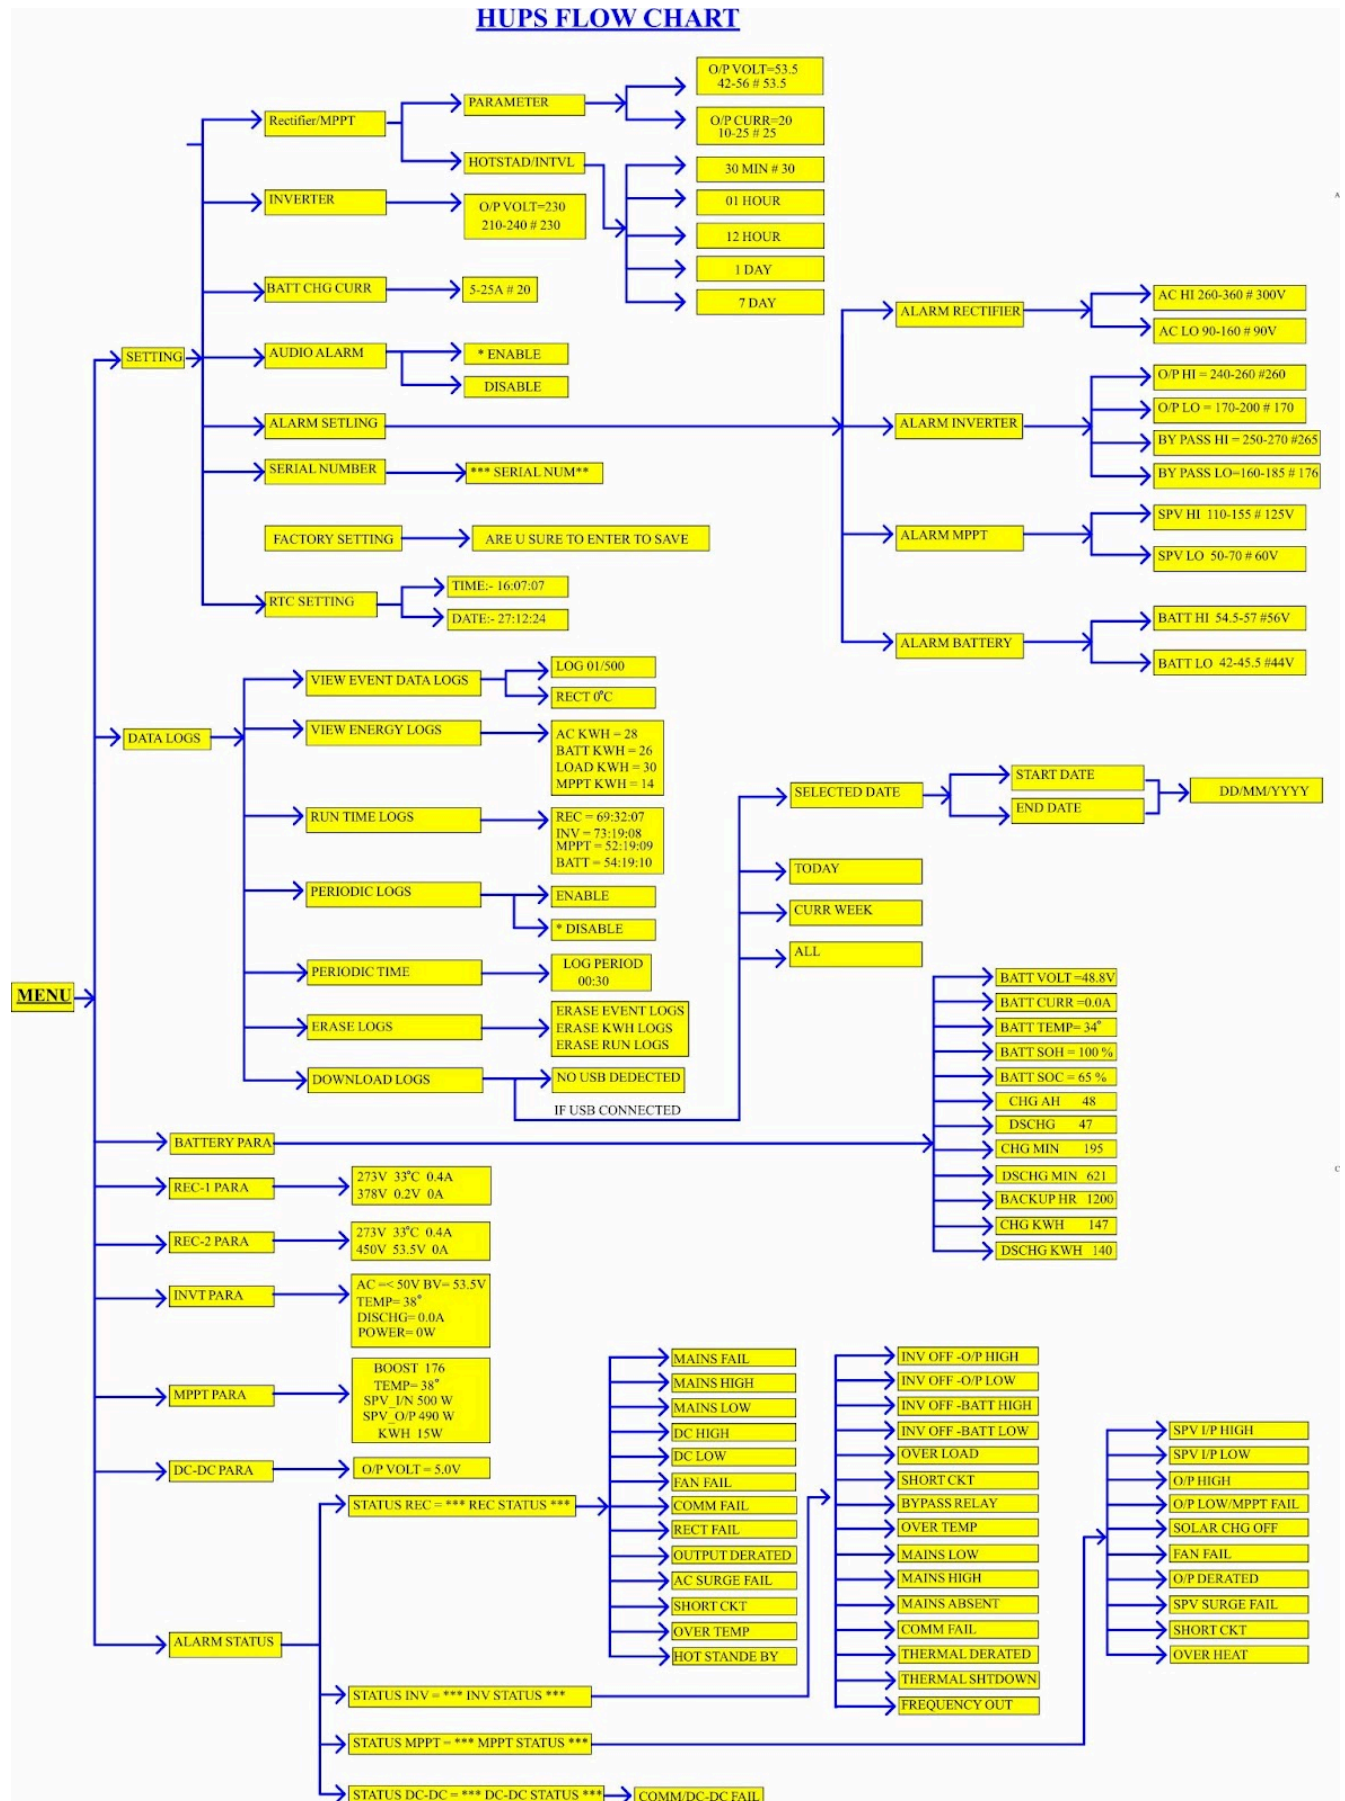 HUPS FLOW CHART
MENU
SETTING
Rectifier/MPPT
PARAMETER
O/P VOLT=53.5
42-56 # 53.5
O/P CURR=20
10-25 # 25
HOTSTAD/INTVL
30 MIN # 30
01 HOUR
12 HOUR
1 DAY
7 DAY
INVERTER
O/P VOLT=230
210-240 # 230
BATT CHG CURR
5-25A # 20
AUDIO ALARM
* ENABLE
DISABLE
ALARM SETLING
ALARM RECTIFIER
AC HI 260-360 # 300V
AC LO 90-160 # 90V
ALARM INVERTER
O/P HI = 240-260 #260
O/P LO = 170-200 # 170
BY PASS HI = 250-270 #265
BY PASS LO=160-185 # 176
ALARM MPPT
SPV HI 110-155 # 125V
SPV LO 50-70 # 60V
ALARM BATTERY
BATT HI 54.5-57 #56V
BATT LO 42-45.5 #44V
SERIAL NUMBER
*** SERIAL NUM**
FACTORY SETTING
ARE U SURE TO ENTER TO SAVE
RTC SETTING
TIME:- 16:07:07
DATE:- 27:12:24
DATA LOGS
VIEW EVENT DATA LOGS
LOG 01/500
RECT 0°C
VIEW ENERGY LOGS
AC KWH = 28
BATT KWH = 26
LOAD KWH = 30
MPPT KWH = 14
RUN TIME LOGS
REC = 69:32:07
INV = 73:19:08
MPPT = 52:19:09
BATT = 54:19:10
PERIODIC LOGS
ENABLE
* DISABLE
PERIODIC TIME
LOG PERIOD
00:30
ERASE LOGS
ERASE EVENT LOGS
ERASE KWH LOGS
ERASE RUN LOGS
DOWNLOAD LOGS
NO USB DEDECTED
IF USB CONNECTED
SELECTED DATE
START DATE
END DATE
DD/MM/YYYY
TODAY
CURR WEEK
ALL
BATTERY PARA
BATT VOLT =48.8V
BATT CURR =0.0A
BATT TEMP= 34°
BATT SOH = 100 %
BATT SOC = 65 %
CHG AH 48
DSCHG 47
CHG MIN 195
DSCHG MIN 621
BACKUP HR 1200
CHG KWH 147
DSCHG KWH 140
REC-1 PARA
273V 33°C 0.4A
378V 0.2V 0A
REC-2 PARA
273V 33°C 0.4A
450V 53.5V 0A
INVT PARA
AC =< 50V BV= 53.5V
TEMP= 38°
DISCHG= 0.0A
POWER= 0W
MPPT PARA
BOOST 176
TEMP= 38°
SPV_I/N 500 W
SPV_O/P 490 W
KWH 15W
DC-DC PARA
O/P VOLT = 5.0V
ALARM STATUS
STATUS REC = *** REC STATUS ***
MAINS FAIL
MAINS HIGH
MAINS LOW
DC HIGH
DC LOW
FAN FAIL
COMM FAIL
RECT FAIL
OUTPUT DERATED
AC SURGE FAIL
SHORT CKT
OVER TEMP
HOT STANDE BY
STATUS INV = *** INV STATUS ***
INV OFF -O/P HIGH
INV OFF -O/P LOW
INV OFF -BATT HIGH
INV OFF -BATT LOW
OVER LOAD
SHORT CKT
BYPASS RELAY
OVER TEMP
MAINS LOW
MAINS HIGH
MAINS ABSENT
COMM FAIL
THERMAL DERATED
THERMAL SHTDOWN
FREQUENCY OUT
STATUS MPPT = *** MPPT STATUS ***
SPV I/P HIGH
SPV I/P LOW
O/P HIGH
O/P LOW/MPPT FAIL
SOLAR CHG OFF
FAN FAIL
O/P DERATED
SPV SURGE FAIL
SHORT CKT
OVER HEAT
STATUS DC-DC = *** DC-DC STATUS ***
COMM/DC-DC FAIL
A
C